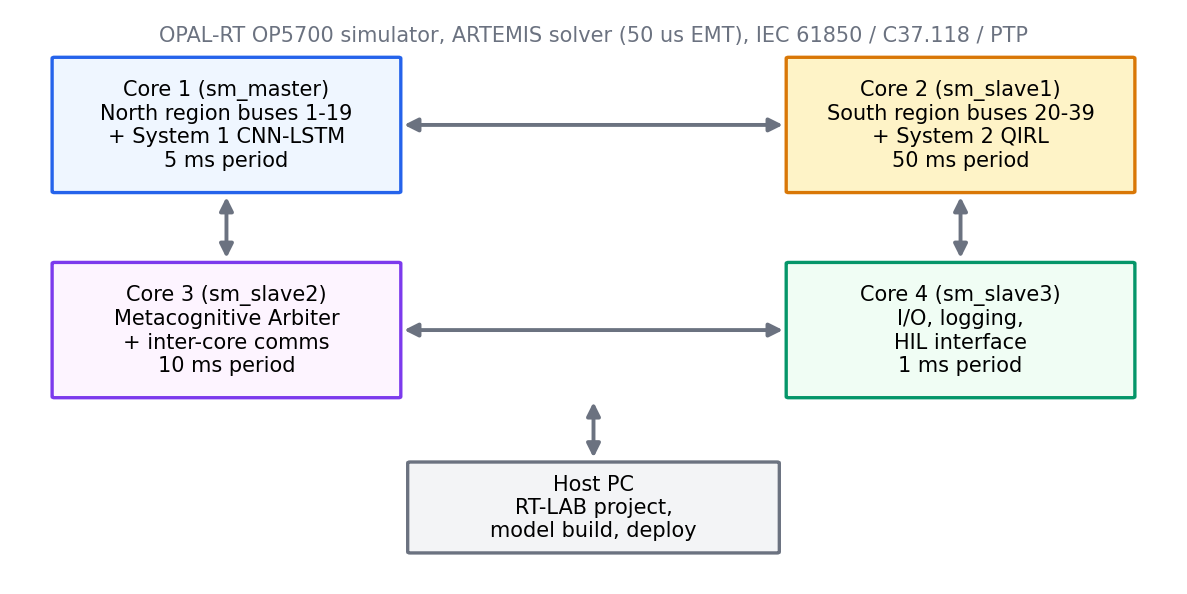 OPAL-RT OP5700 simulator, ARTEMIS solver (50 us EMT), IEC 61850 / C37.118 / PTP
Core 1 (sm_master)
North region buses 1-19
+ System 1 CNN-LSTM
5 ms period
Core 2 (sm_slave1)
South region buses 20-39
+ System 2 QIRL
50 ms period
Core 3 (sm_slave2)
Metacognitive Arbiter
+ inter-core comms
10 ms period
Core 4 (sm_slave3)
I/O, logging,
HIL interface
1 ms period
Host PC
RT-LAB project,
model build, deploy